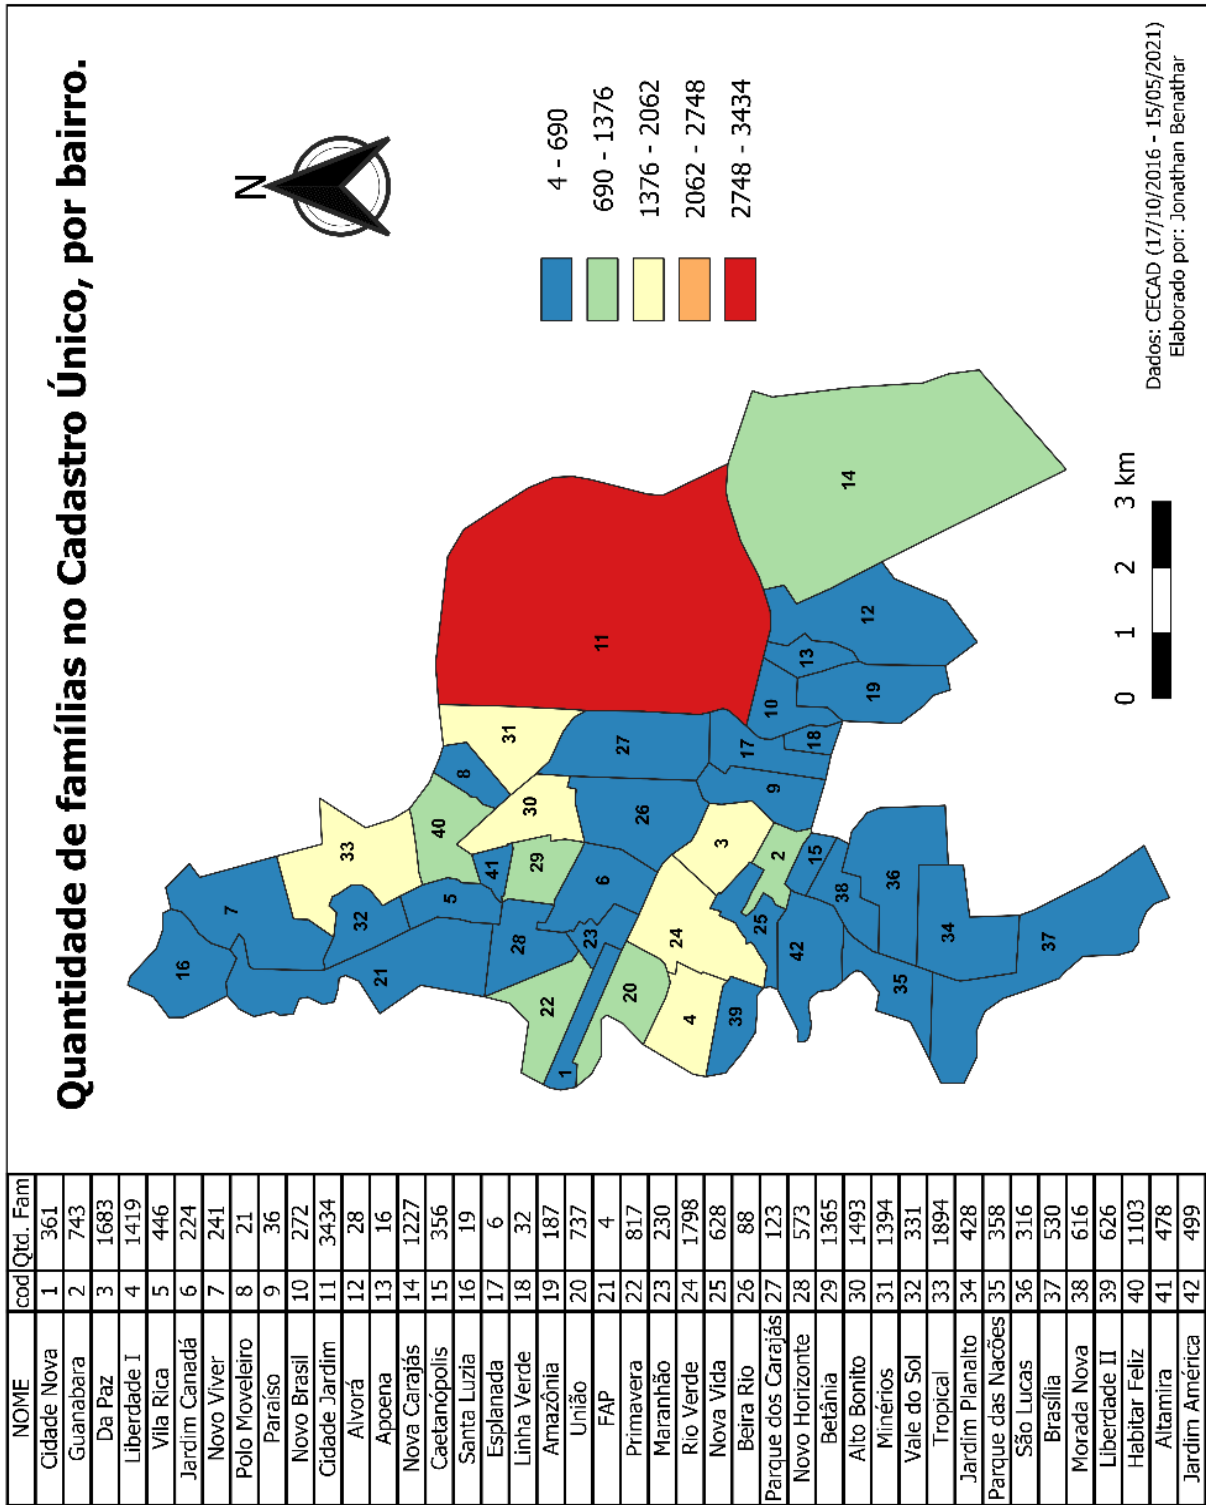 Quantidade de famílias no Cadastro Único, por bairro.
NOME cod Qtd. Fam
Cidade Nova 1 361
Guanabara 2 743
Da Paz 3 1683
Liberdade I 4 1419
Vila Rica 5 446
Jardim Canadá 6 224
Novo Viver 7 241
Polo Moveleiro 8 21
Paraíso 9 36
Novo Brasil 10 272
Cidade Jardim 11 3434
Alvorá 12 28
Apoena 13 16
Nova Carajás 14 1227
Caetanópolis 15 356
Santa Luzia 16 19
Esplanada 17 6
Linha Verde 18 32
Amazônia 19 187
União 20 737
FAP 21 4
Primavera 22 817
Maranhão 23 230
Rio Verde 24 1798
Nova Vida 25 628
Beira Rio 26 88
Parque dos Carajás 27 123
Novo Horizonte 28 573
Betânia 29 1365
Alto Bonito 30 1493
Minérios 31 1394
Vale do Sol 32 331
Tropical 33 1894
Jardim Planalto 34 428
Parque das Nações 35 358
São Lucas 36 316
Brasília 37 530
Morada Nova 38 616
Liberdade II 39 626
Habitar Feliz 40 1103
Altamira 41 478
Jardim América 42 499
16
7
33
32
21
5
40
8
31
41
28
29
30
22
23
6
27
11
1
20
26
24
4
3
39
25
2
9
17
10
18
13
19
12
14
42
15
38
36
35
34
37
N
4 - 690
690 - 1376
1376 - 2062
2062 - 2748
2748 - 3434
0 1 2 3 km
Dados: CECAD (17/10/2016 - 15/05/2021)
Elaborado por: Jonathan Benathar